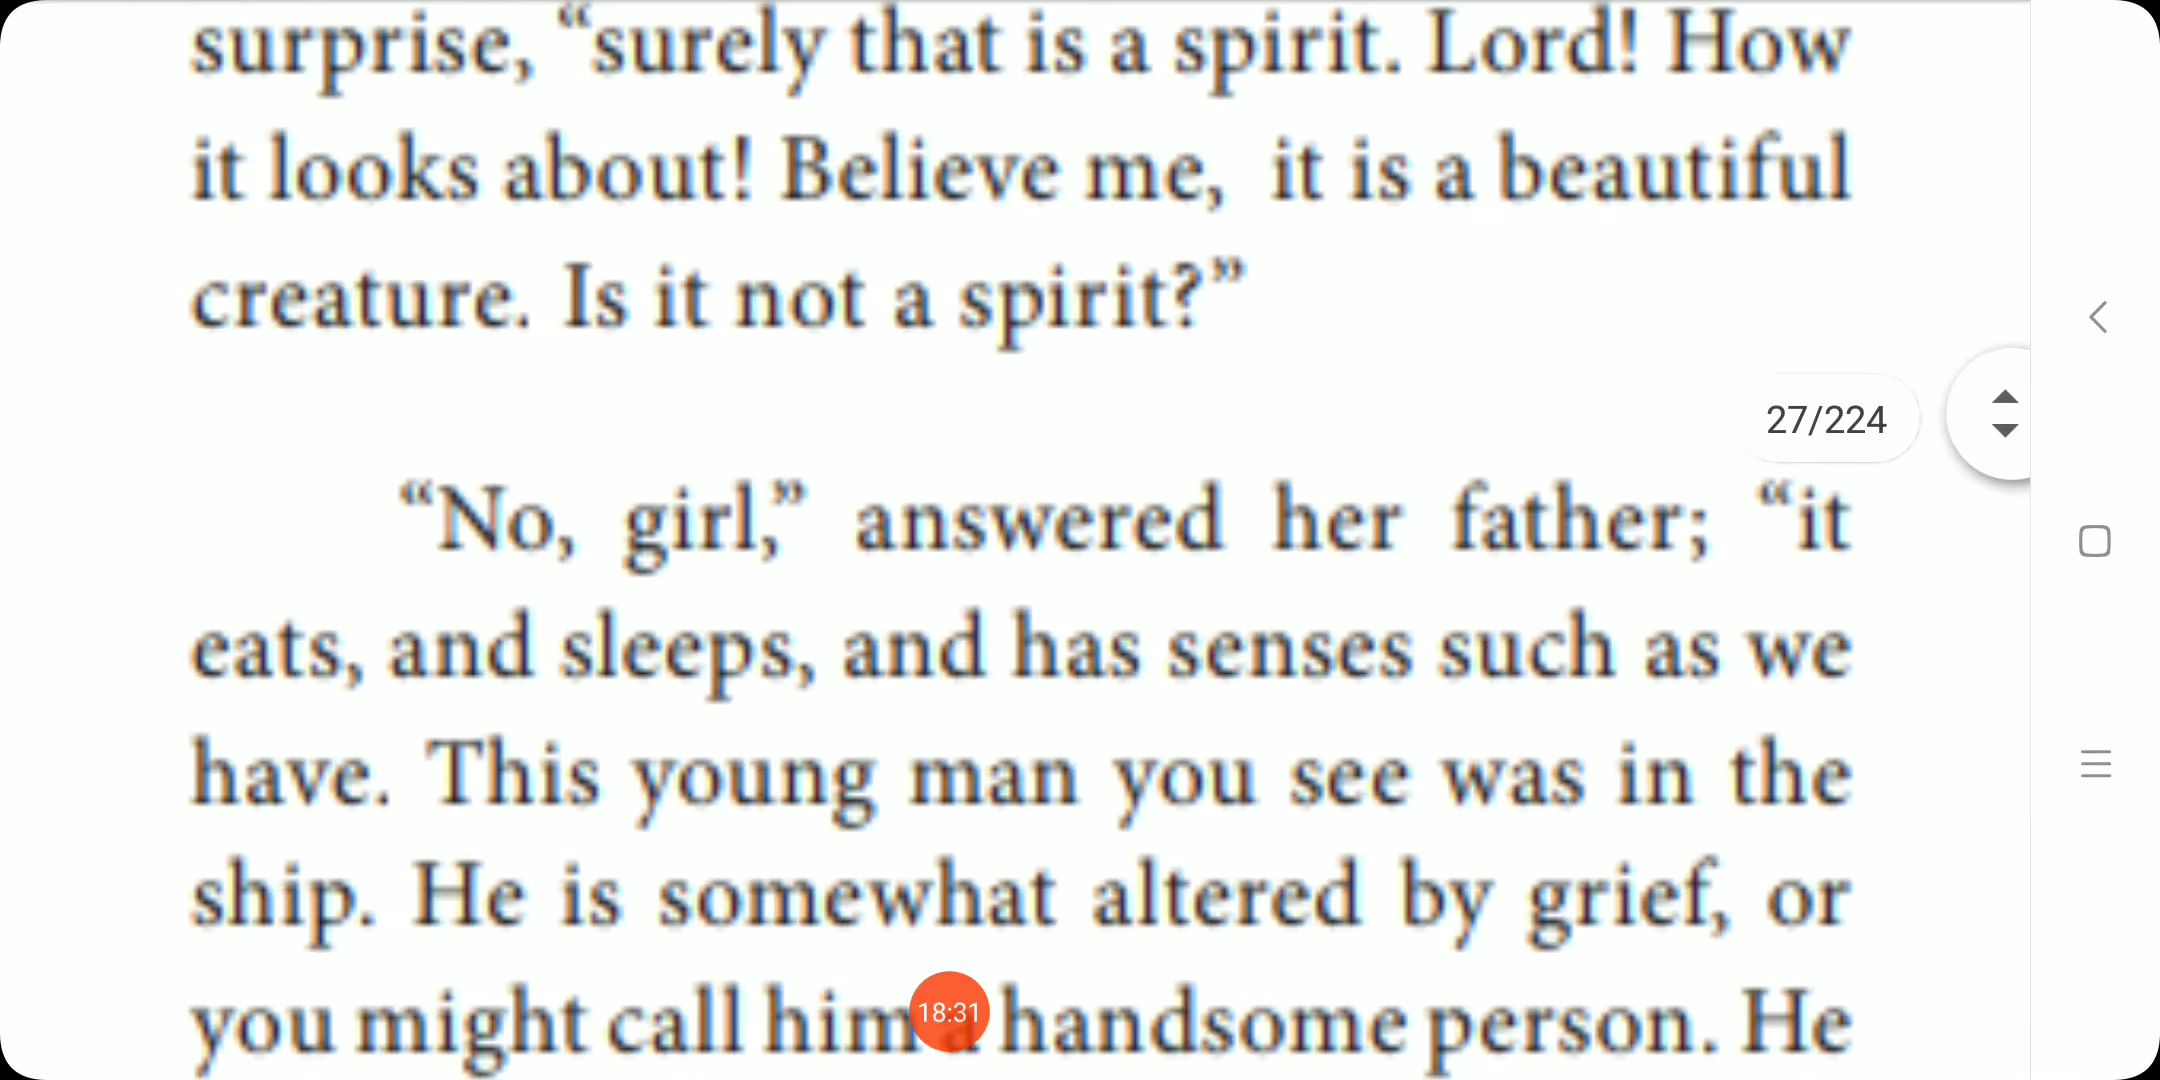 surprise, “surely that is a spirit. Lord! How
it looks about! Believe me, it is a beautiful
creature. Is it not a spirit?”
27/224
“No, girl,” answered her father; “it
eats, and sleeps, and has senses such as we
have. This young man you see was in the
ship. He is somewhat altered by grief, or
you might call him a handsome person. He
18:31